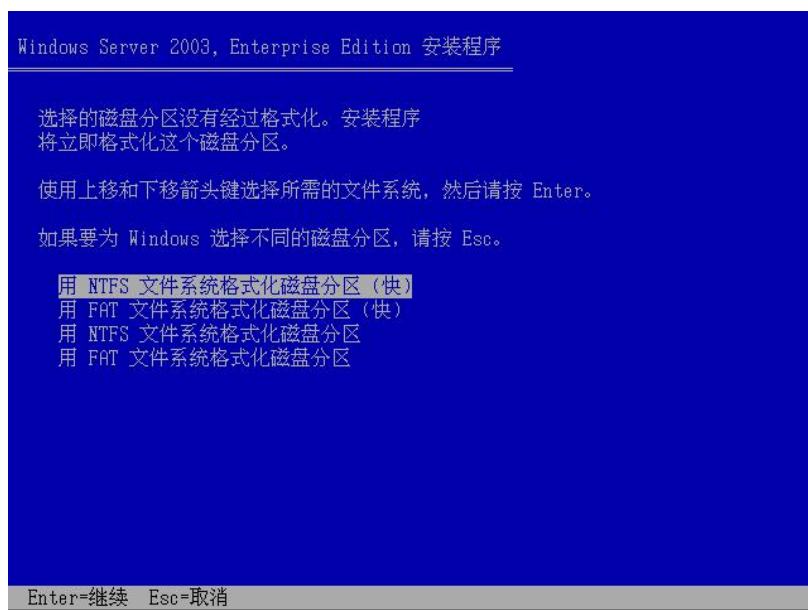 Windows Server 2003, Enterprise Edition 安装程序
选择的磁盘分区没有经过格式化。安装程序
将立即格式化这个磁盘分区。
使用上移和下移箭头键选择所需的文件系统，然后请按 Enter。
如果要为 Windows 选择不同的磁盘分区，请按 Esc。
用 NTFS 文件系统格式化磁盘分区（快）
用 FAT 文件系统格式化磁盘分区（快）
用 NTFS 文件系统格式化磁盘分区
用 FAT 文件系统格式化磁盘分区
Enter=继续 Esc=取消